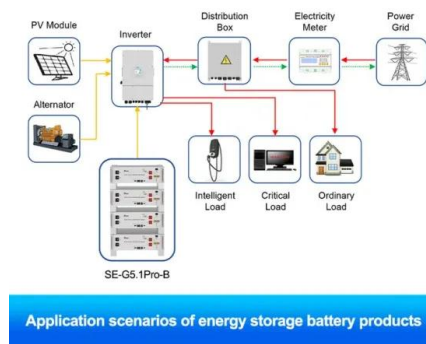 PV Module
Inverter
Distribution
Box
Electricity
Meter
Power
Grid
Alternator
Intelligent
Load
Critical
Load
Ordinary
Load
SE-G5.1Pro-B
Application scenarios of energy storage battery products